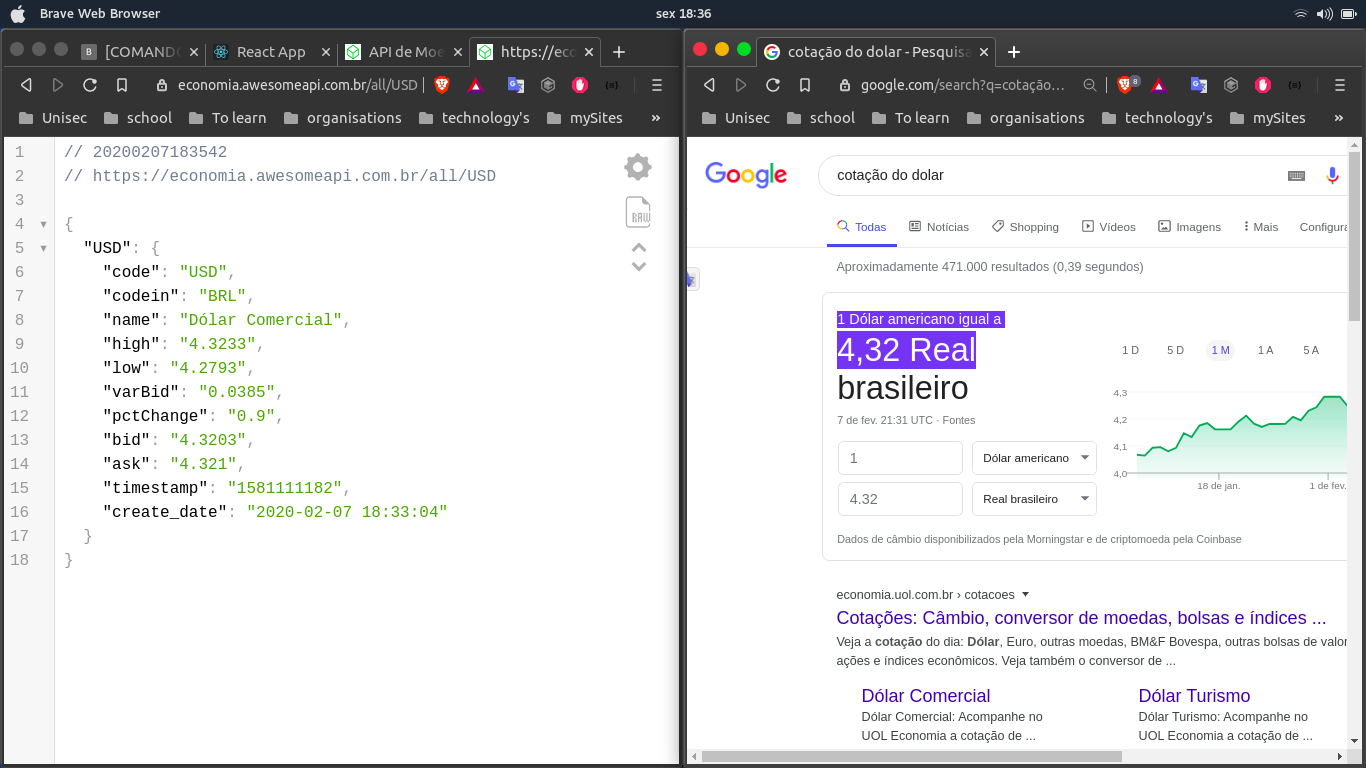 Brave Web Browser
sex 18:36
[COMANDO
React App
API de Moe
https://eco
economia.awesomeapi.com.br/all/USD
Unisec school To learn organisations technology's mySites »
1 // 20200207183542
2 // https://economia.awesomeapi.com.br/all/USD
3
4 {
5 "USD": {
6 "code": "USD",
7 "codein": "BRL",
8 "name": "Dólar Comercial",
9 "high": "4.3233",
10 "low": "4.2793",
11 "varBid": "0.0385",
12 "pctChange": "0.9",
13 "bid": "4.3203",
14 "ask": "4.321",
15 "timestamp": "1581111182",
16 "create_date": "2020-02-07 18:33:04"
17 }
18 }
RAW
cotação do dolar - Pesquisa
google.com/search?q=cotação...
8
Unisec school To learn organisations technology's mySites »
Google
cotação do dolar
Todas Notícias Shopping Vídeos Imagens Mais Configura
Aproximadamente 471.000 resultados (0,39 segundos)
1 Dólar americano igual a
4,32 Real
brasileiro
7 de fev. 21:31 UTC · Fontes
1 Dólar americano
4.32 Real brasileiro
1 D 5 D 1 M 1 A 5 A
4,3
4,2
4,1
4,0
18 de jan. 1 de fev.
Dados de câmbio disponibilizados pela Morningstar e de criptomoeda pela Coinbase
economia.uol.com.br › cotacoes
Cotações: Câmbio, conversor de moedas, bolsas e índices ...
Veja a cotação do dia: Dólar, Euro, outras moedas, BM&F Bovespa, outras bolsas de valor
ações e índices econômicos. Veja também o conversor de ...
Dólar Comercial
Dólar Comercial: Acompanhe no
UOL Economia a cotação de ...
Dólar Turismo
Dólar Turismo: Acompanhe no
UOL Economia a cotação de ...